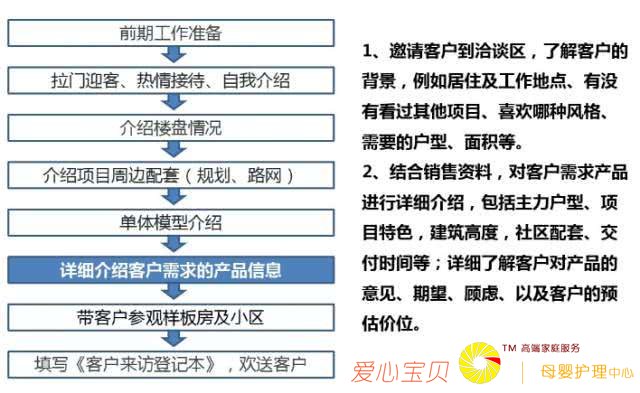 前期工作准备
拉门迎客、热情接待、自我介绍
介绍楼盘情况
介绍项目周边配套（规划、路网）
单体模型介绍
详细介绍客户需求的产品信息
带客户参观样板房及小区
填写《客户来访登记本》，欢送客户
1、邀请客户到洽谈区，了解客户的
背景，例如居住及工作地点、有没
有看过其他项目、喜欢哪种风格、
需要的户型、面积等。
2、结合销售资料，对客户需求产品
进行详细介绍，包括主力户型、项
目特色，建筑高度，社区配套、交
付时间等；详细了解客户对产品的
意见、期望、顾虑、以及客户的预
估价位。
爱心宝贝
TM 高端家庭服务
母婴护理中心